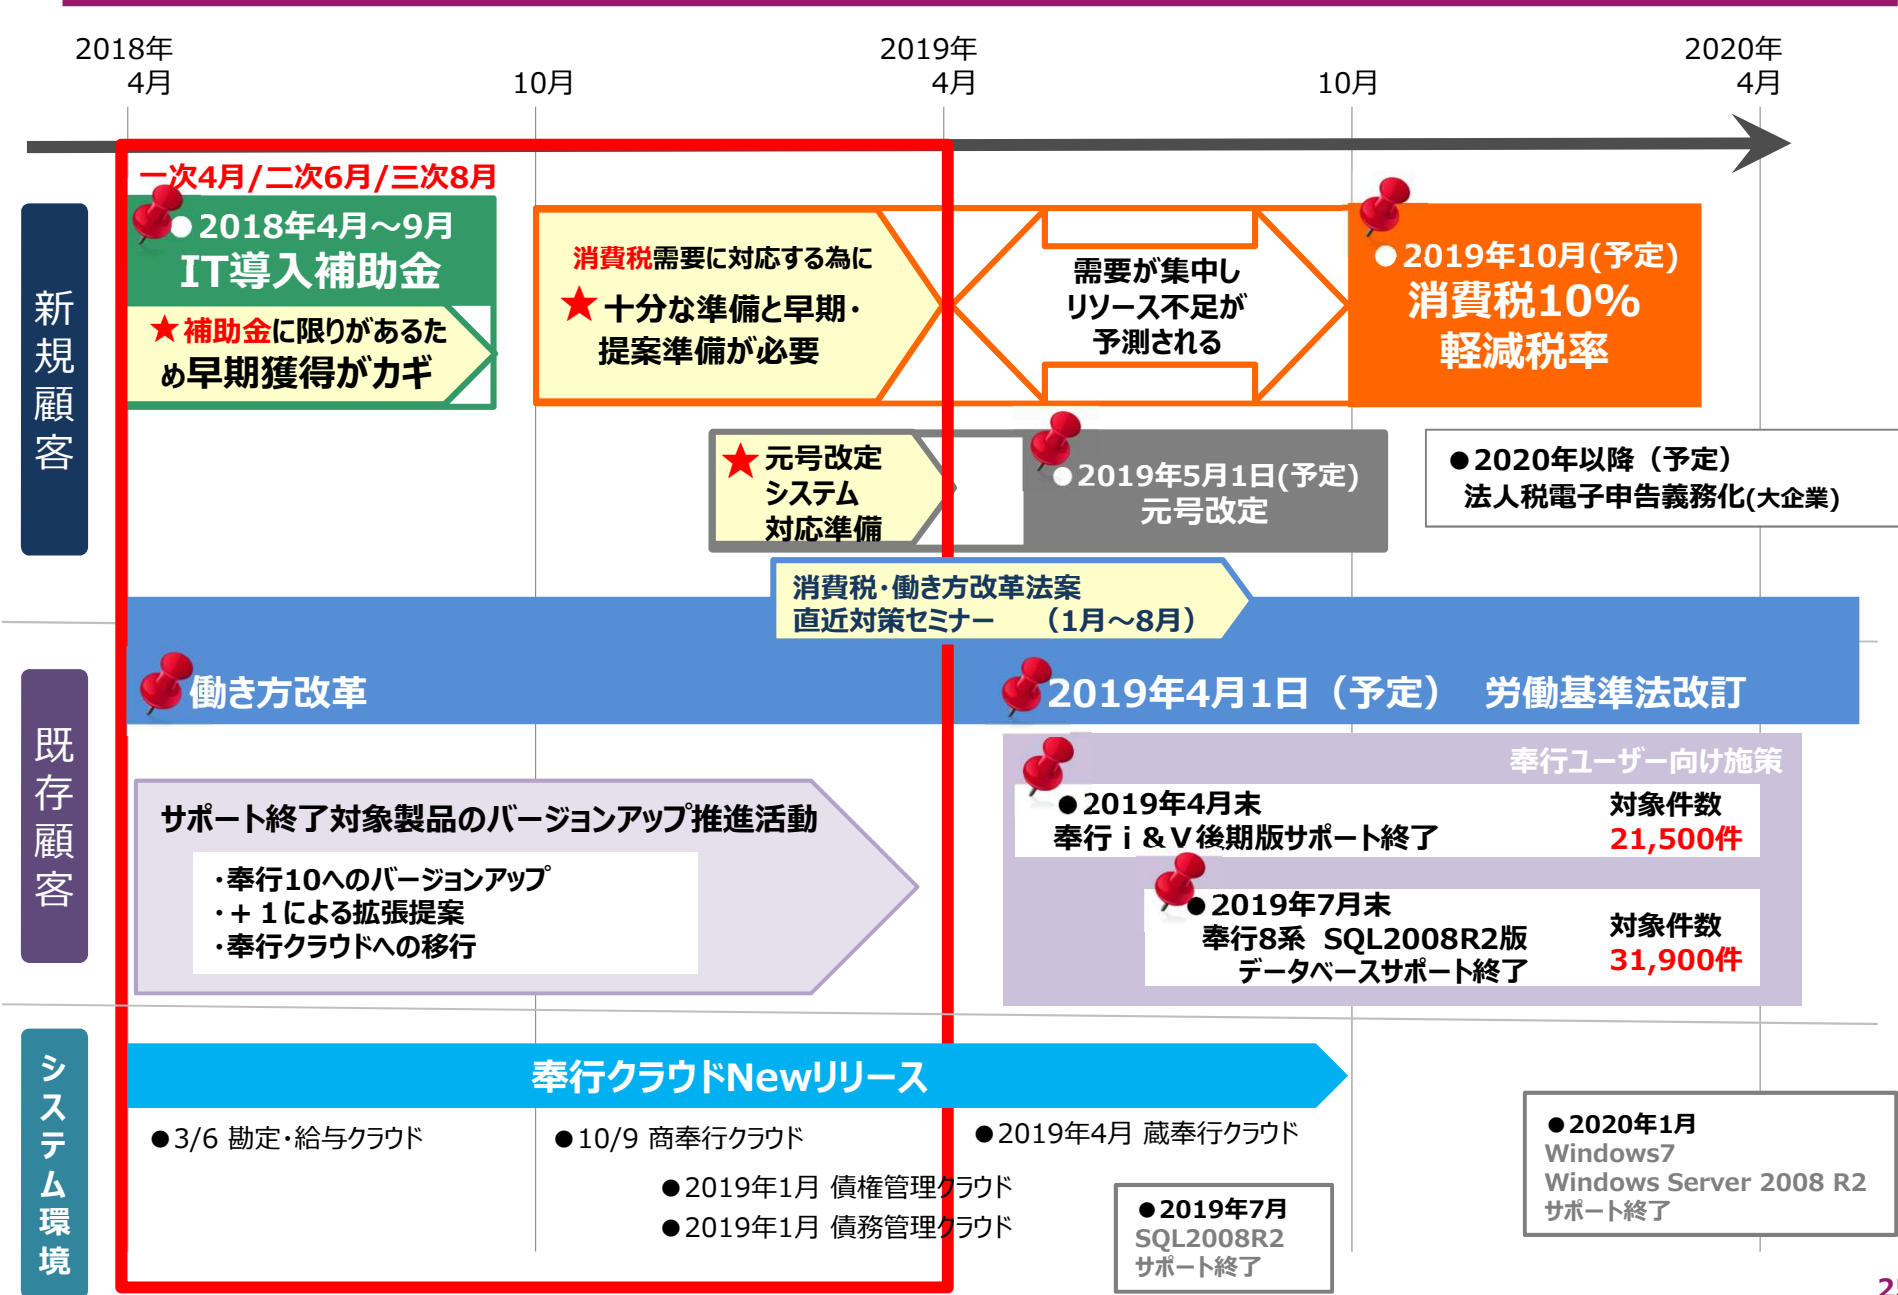 2018年
4月
10月
2019年
4月
10月
2020年
4月
新規顧客
一次4月/二次6月/三次8月
●2018年4月～9月
IT導入補助金
★補助金に限りがあるた
め早期獲得がカギ
消費税需要に対応する為に
★十分な準備と早期・
提案準備が必要
需要が集中し
リソース不足が
予測される
●2019年10月(予定)
消費税10%
軽減税率
★元号改定
システム
対応準備
●2019年5月1日(予定)
元号改定
●2020年以降（予定）
法人税電子申告義務化(大企業)
消費税・働き方改革法案
直近対策セミナー　（1月～8月）
働き方改革
2019年4月1日（予定）　労働基準法改訂
既存顧客
サポート終了対象製品のバージョンアップ推進活動
・奉行10へのバージョンアップ
・+１による拡張提案
・奉行クラウドへの移行
奉行ユーザー向け施策
●2019年4月末
奉行ｉ&Ｖ後期版サポート終了
対象件数
21,500件
●2019年7月末
奉行8系 SQL2008R2版
データベースサポート終了
対象件数
31,900件
システム環境
奉行クラウドNewリリース
●3/6 勘定・給与クラウド
●10/9 商奉行クラウド
●2019年4月 蔵奉行クラウド
●2019年1月 債権管理クラウド
●2019年1月 債務管理クラウド
●2019年7月
SQL2008R2
サポート終了
●2020年1月
Windows7
Windows Server 2008 R2
サポート終了